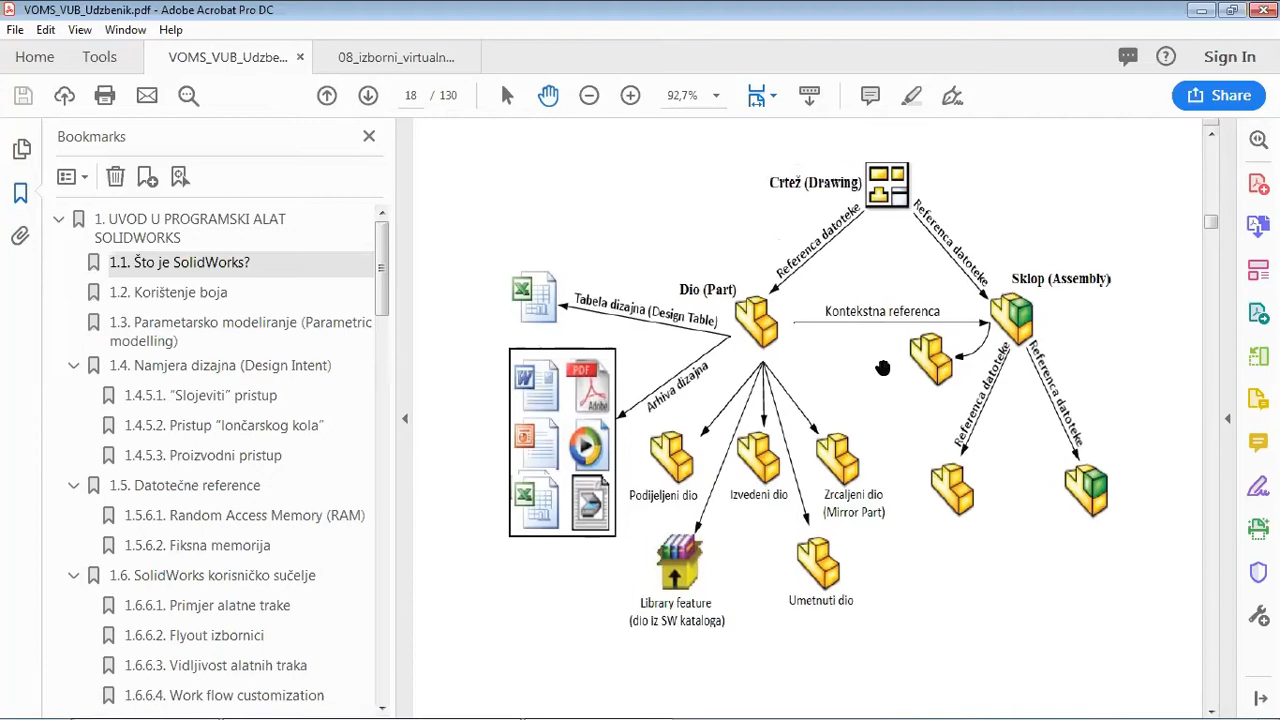 VOMS_VUB_Udzbenik.pdf - Adobe Acrobat Pro DC
File Edit View Window Help
Home Tools VOMS_VUB_Udzbe... 08_izborni_virtualn... Sign In
18 / 130 92,7% Share
Bookmarks
1. UVOD U PROGRAMSKI ALAT
SOLIDWORKS
1.1. Što je SolidWorks?
1.2. Korištenje boja
1.3. Parametarsko modeliranje (Parametric
modelling)
1.4. Namjera dizajna (Design Intent)
1.4.5.1. “Slojeviti” pristup
1.4.5.2. Pristup “lončarskog kola”
1.4.5.3. Proizvodni pristup
1.5. Datotečne reference
1.5.6.1. Random Access Memory (RAM)
1.5.6.2. Fiksna memorija
1.6. SolidWorks korisničko sučelje
1.6.6.1. Primjer alatne trake
1.6.6.2. Flyout izbornici
1.6.6.3. Vidljivost alatnih traka
1.6.6.4. Work flow customization
Crtež (Drawing)
Referenca datoteke
Referenca datoteke
Dio (Part)
Sklop (Assembly)
Tabela dizajna (Design Table)
Kontekstna referenca
Arhiva dizajna
PDF
Adobe
Referenca datoteke
Referenca datoteke
Podijeljeni dio
Izvedeni dio
Zrcaljeni dio
(Mirror Part)
Library feature
(dio iz SW kataloga)
Umetnuti dio